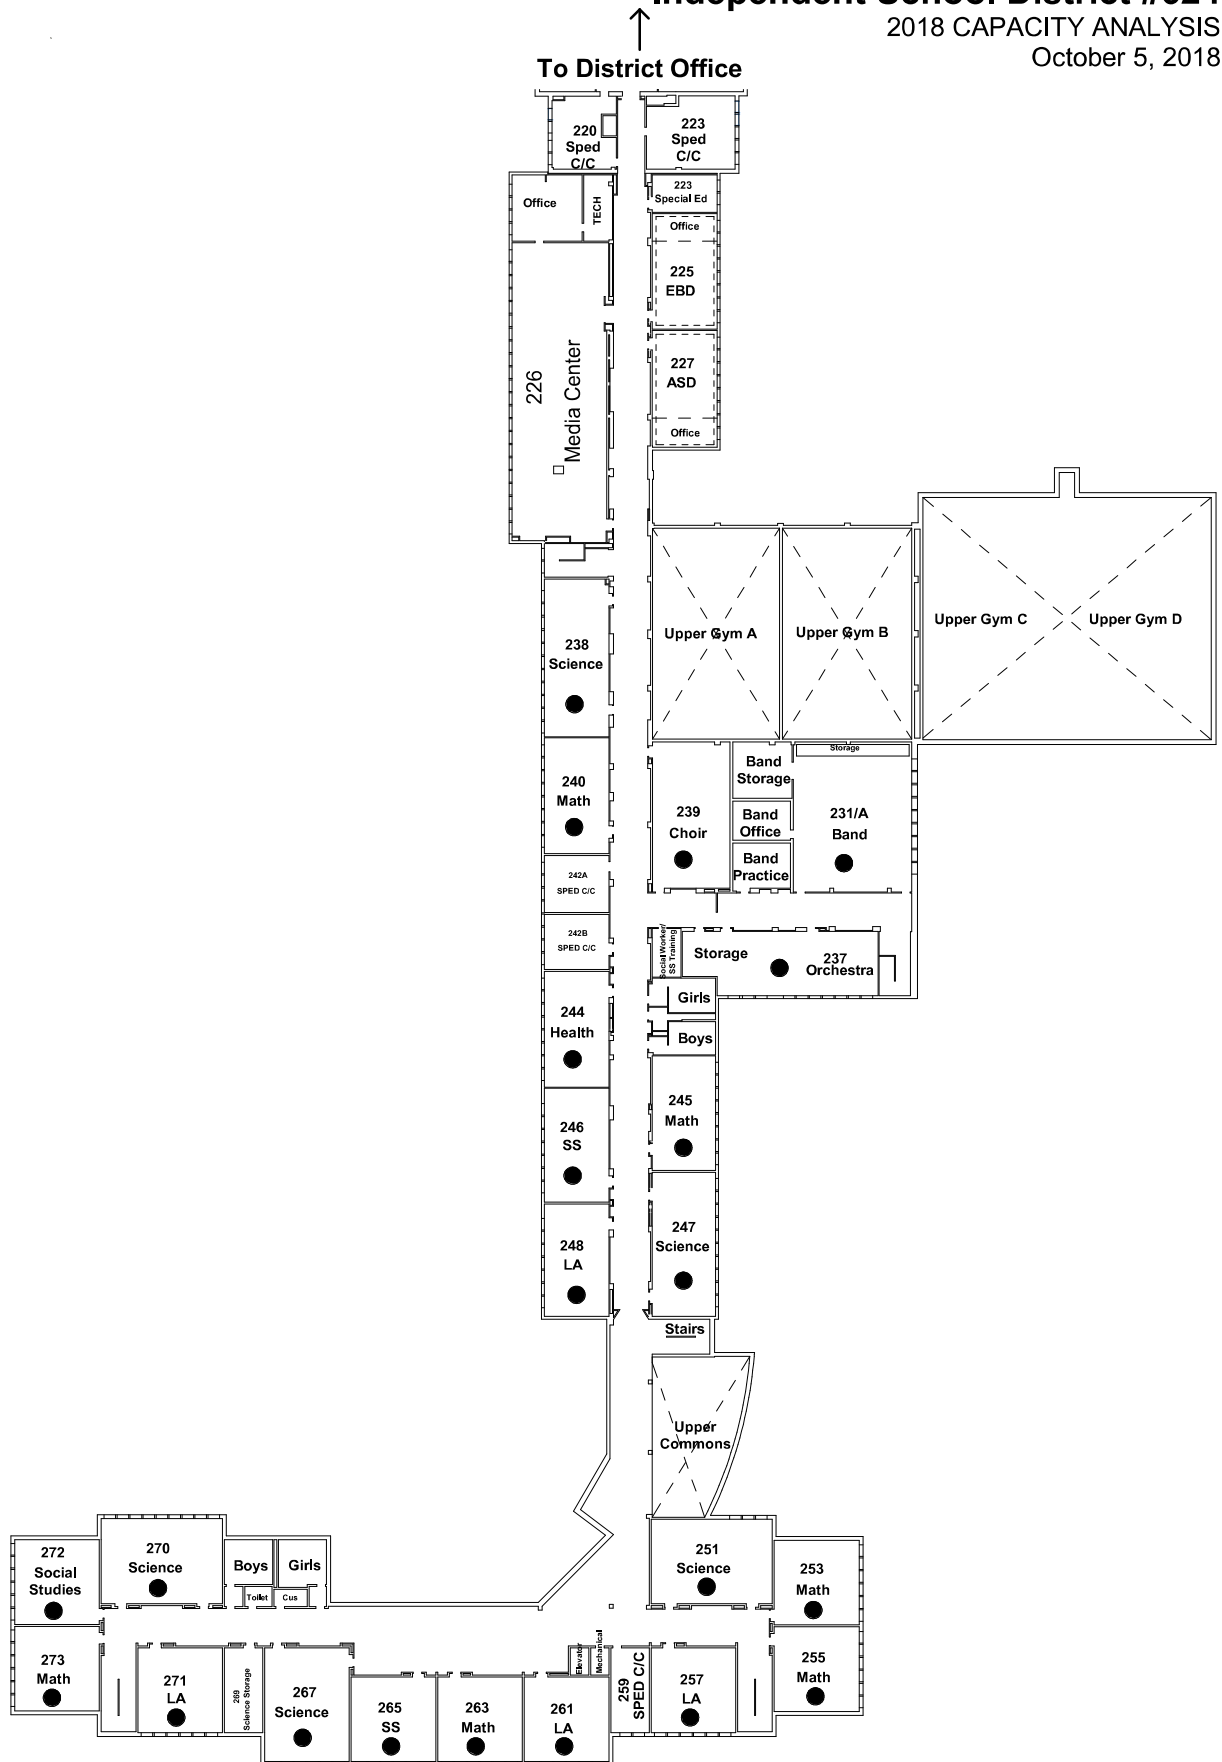 2018 CAPACITY ANALYSIS
October 5, 2018
To District Office
220
Sped
C/C
223
Sped
C/C
Office
TECH
223
Special Ed
Office
225
EBD
226
Media Center
227
ASD
Office
Upper Gym A
Upper Gym B
Upper Gym C
Upper Gym D
238
Science
240
Math
Storage
Band
Storage
239
Choir
Band
Office
231/A
Band
Band
Practice
242A
SPED C/C
242B
SPED C/C
Social Worker/
SS Training
Storage
237
Orchestra
Girls
Boys
244
Health
245
Math
246
SS
247
Science
248
LA
Stairs
Upper
Commons
272
Social
Studies
270
Science
Boys
Girls
Toilet
Cus
251
Science
253
Math
273
Math
271
LA
269
Science Storage
267
Science
265
SS
263
Math
261
LA
Elevator
Mechanical
259
SPED C/C
257
LA
255
Math